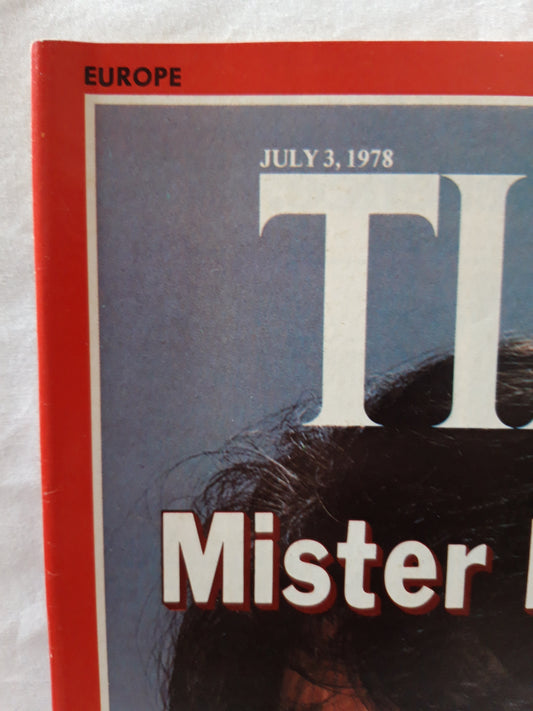 EUROPE
JULY 3, 1978
TI
Mister